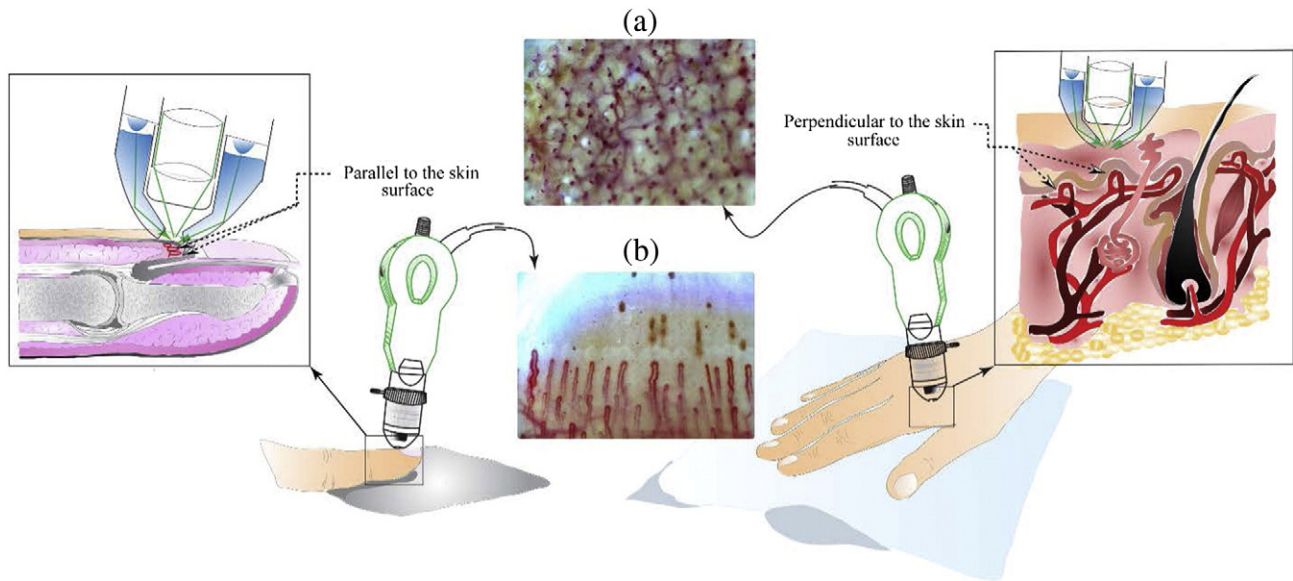 (a)
Perpendicular to the skin
surface
Parallel to the skin
surface
(b)